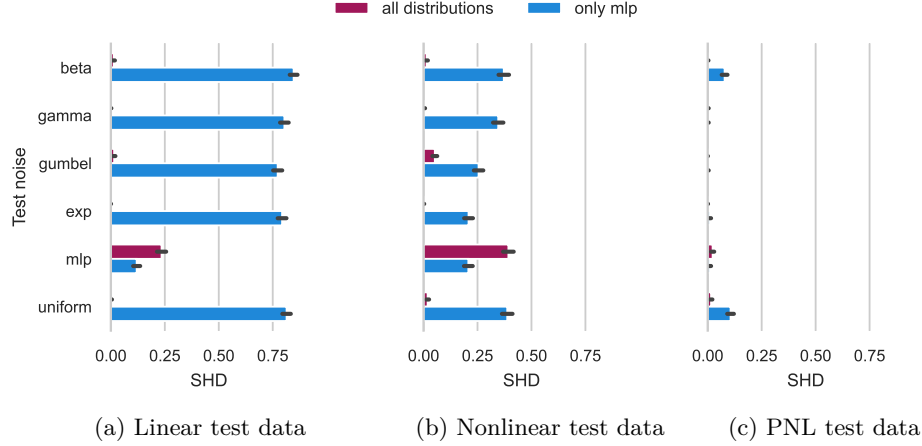 all distributions only mlp
Test noise
beta
gamma
gumbel
exp
mlp
uniform
0.00 0.25 0.50 0.75
SHD
0.00 0.25 0.50 0.75
SHD
0.00 0.25 0.50 0.75
SHD
(a) Linear test data
(b) Nonlinear test data
(c) PNL test data